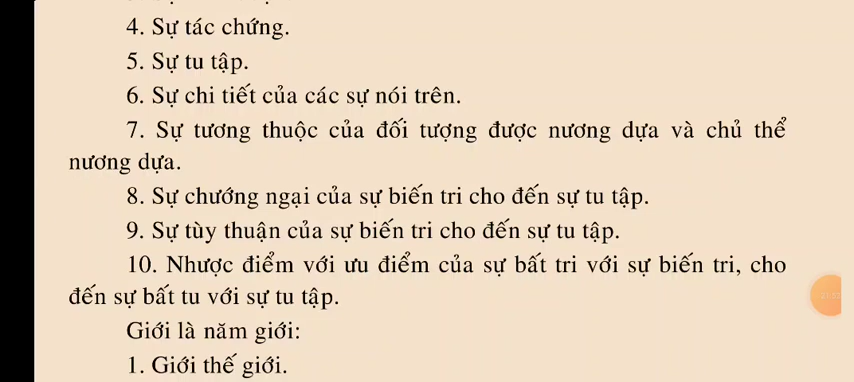 4. Sự tác chứng.
5. Sự tu tập.
6. Sự chi tiết của các sự nói trên.
7. Sự tương thuộc của đối tượng được nương dựa và chủ thể
nương dựa.
8. Sự chướng ngại của sự biến tri cho đến sự tu tập.
9. Sự tùy thuận của sự biến tri cho đến sự tu tập.
10. Nhược điểm với ưu điểm của sự bất tri với sự biến tri, cho
đến sự bất tu với sự tu tập.
Giới là năm giới:
1. Giới thế giới.